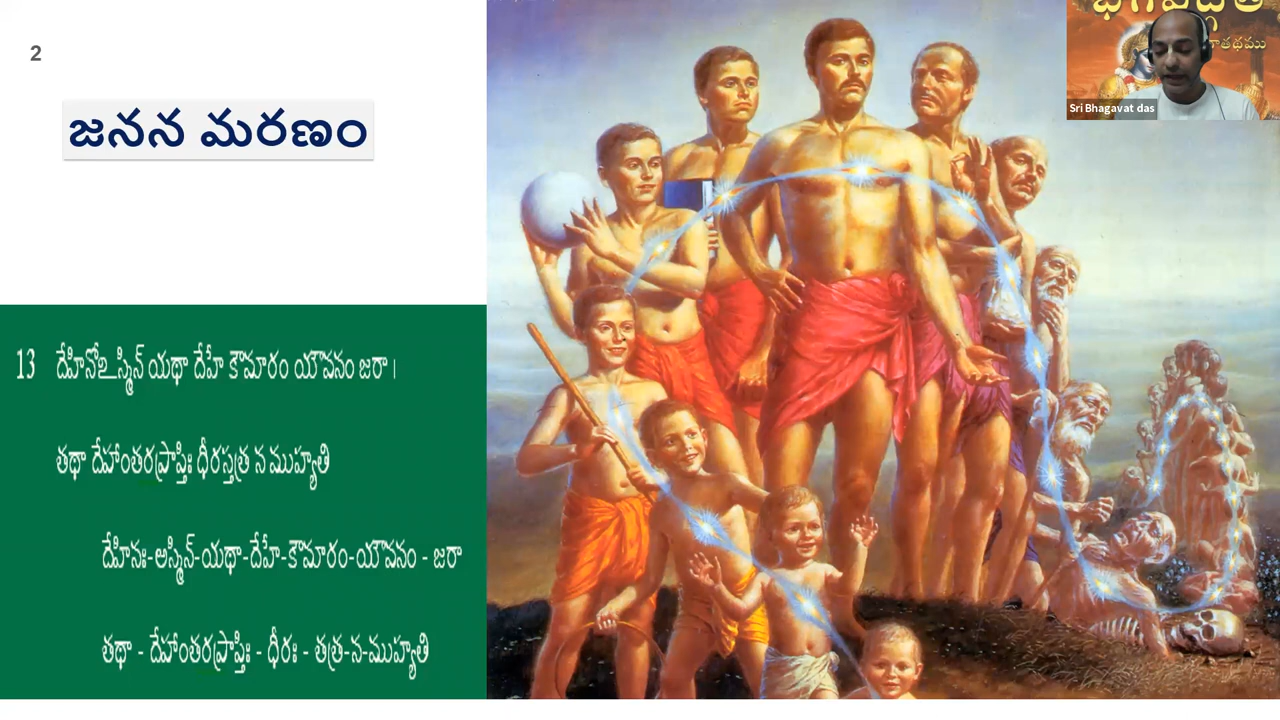 2
జనన మరణం
13 దేహినోఽస్మిన్ యథా దేహే కౌమారం యౌవనం జరా ।
తథా దేహాంతరప్రాప్తిః ధీరస్తత్ర న ముహ్యతి
దేహినః-అస్మిన్-యథా-దేహే-కౌమారం-యౌవనం - జరా
తథా - దేహాంతరప్రాప్తిః - ధీరః - తత్ర-న-ముహ్యతి
భగవద్గీత
Sri Bhagavat das